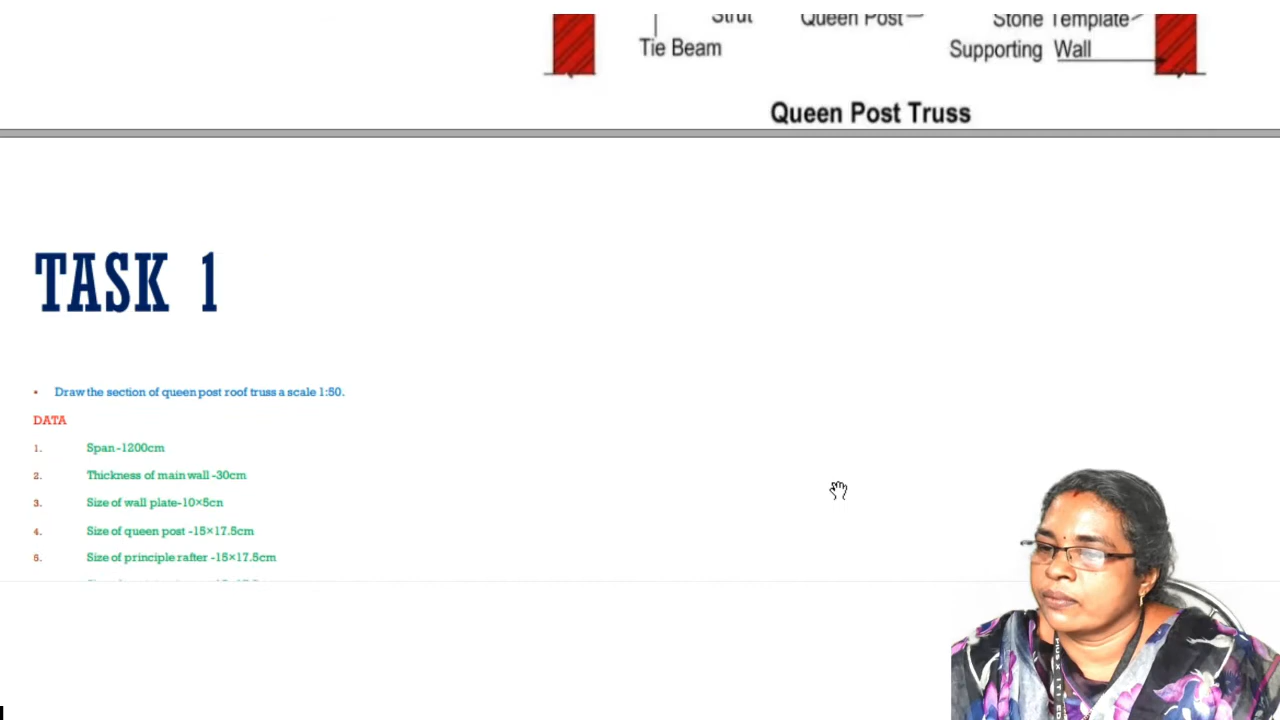 Strut Queen Post Stone Template
Tie Beam Supporting Wall
Queen Post Truss
TASK 1
• Draw the section of queen post roof truss a scale 1:50.
DATA
1. Span -1200cm
2. Thickness of main wall -30cm
3. Size of wall plate-10×5cn
4. Size of queen post -15×17.5cm
5. Size of principle rafter -15×17.5cm